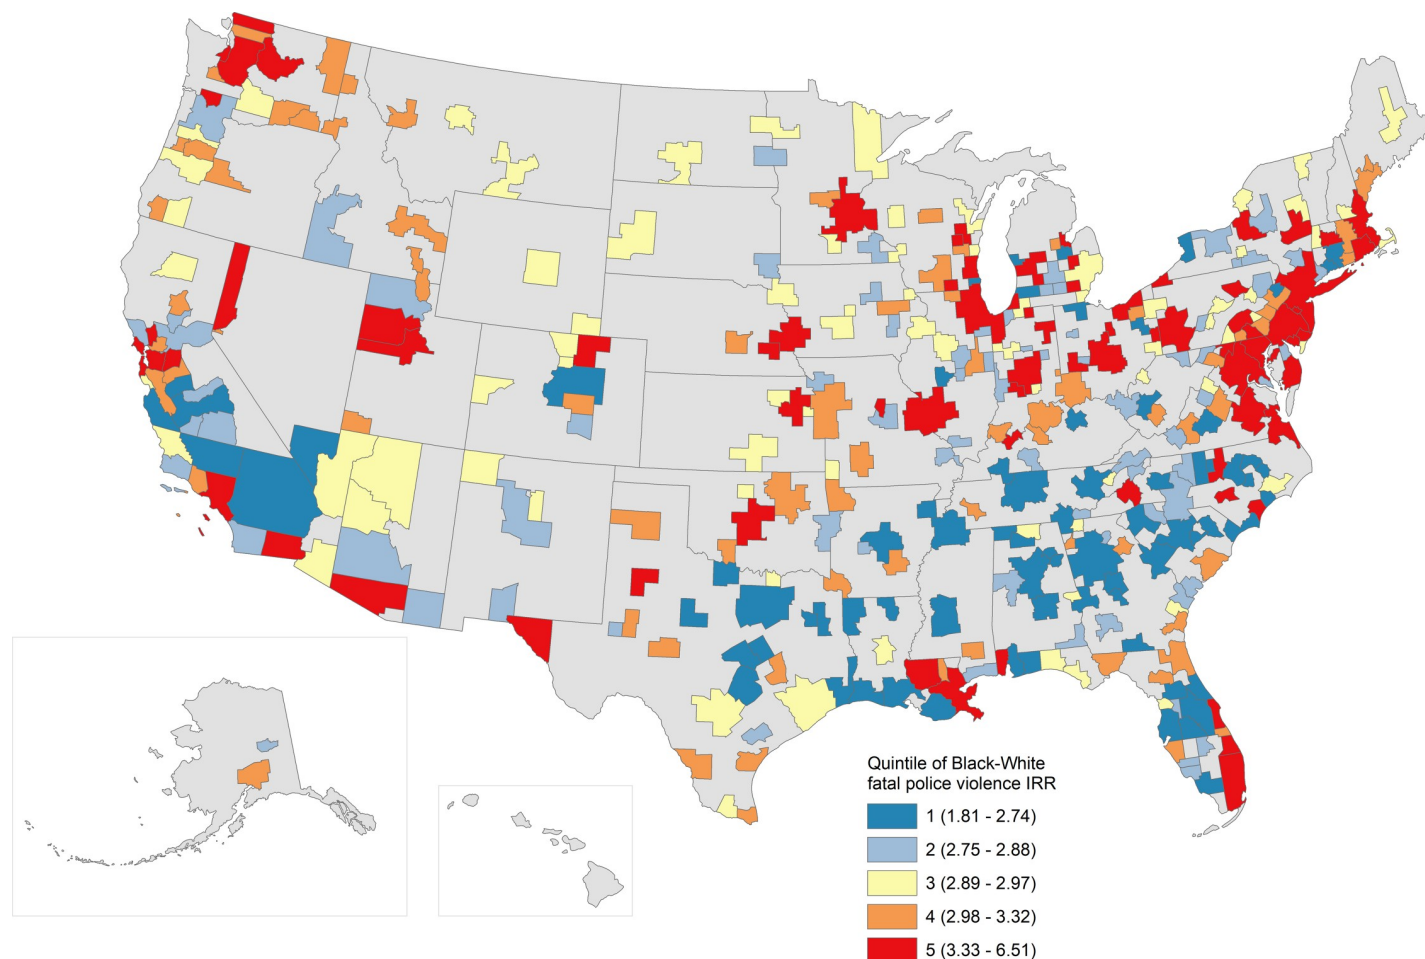 Quintile of Black-White
fatal police violence IRR
1 (1.81 - 2.74)
2 (2.75 - 2.88)
3 (2.89 - 2.97)
4 (2.98 - 3.32)
5 (3.33 - 6.51)